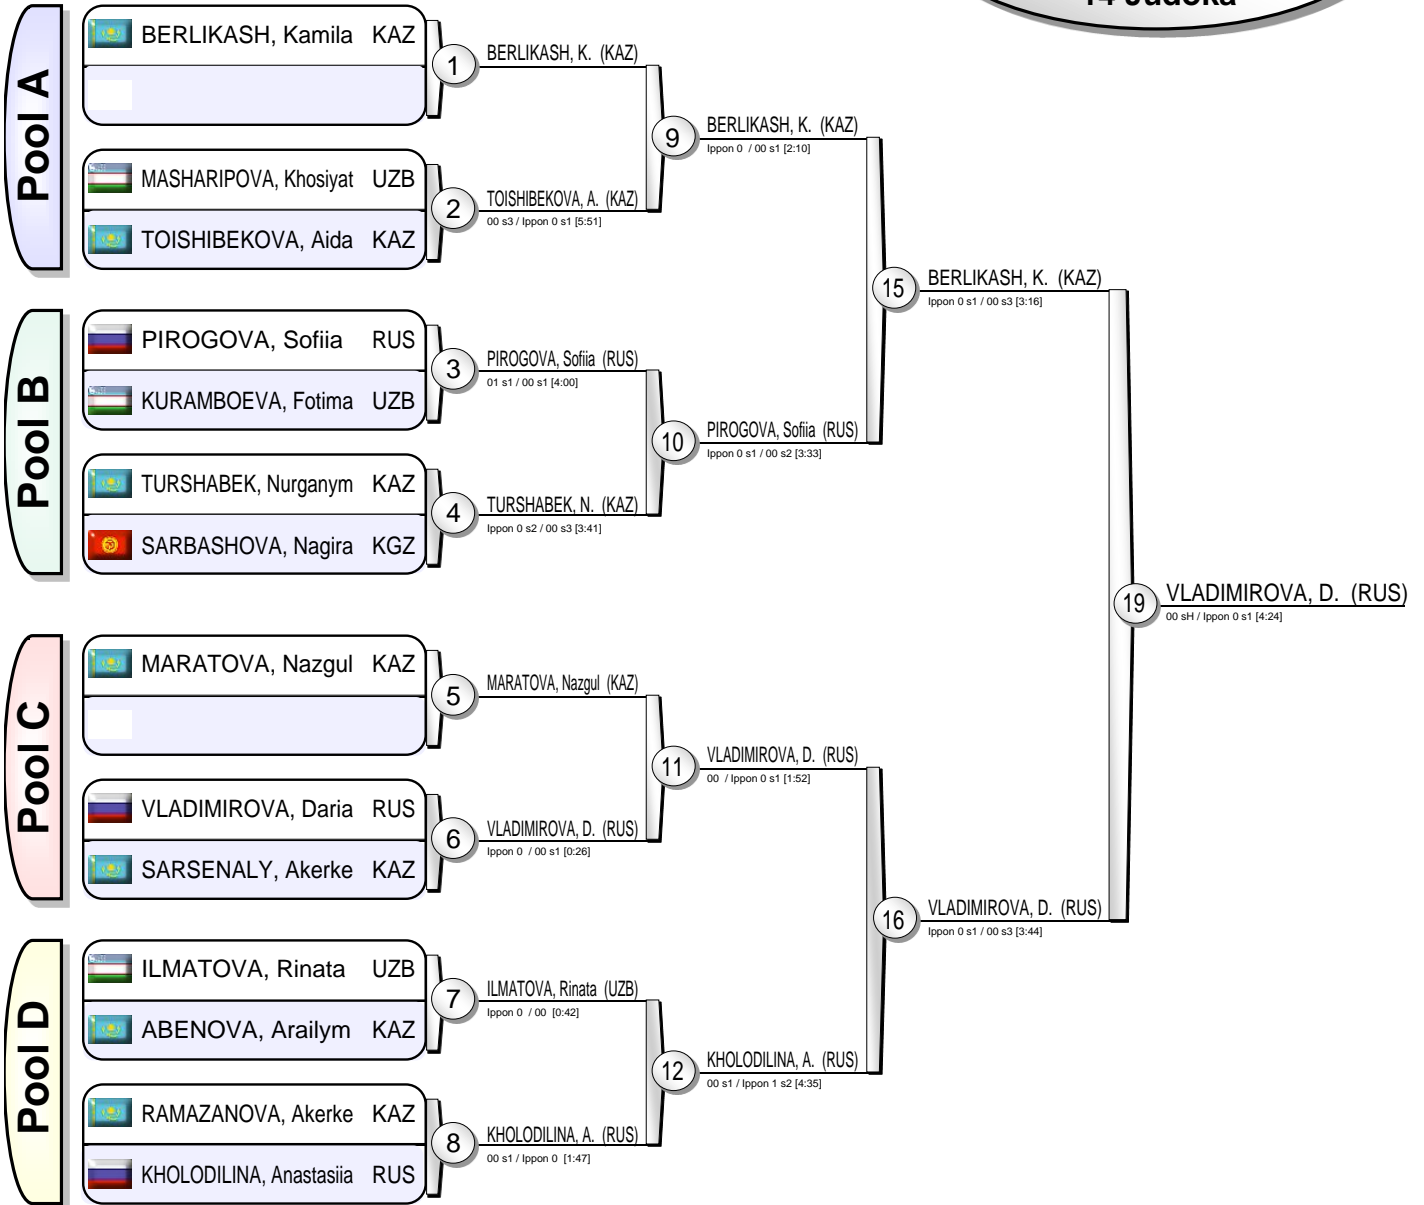 14 Judoka
Pool A
BERLIKASH, Kamila KAZ
1
BERLIKASH, K. (KAZ)
MASHARIPOVA, Khosiyat UZB
TOISHIBEKOVA, Aida KAZ
2
TOISHIBEKOVA, A. (KAZ)
00 s3 / Ippon 0 s1 [5:51]
9
BERLIKASH, K. (KAZ)
Ippon 0 / 00 s1 [2:10]
Pool B
PIROGOVA, Sofiia RUS
KURAMBOEVA, Fotima UZB
3
PIROGOVA, Sofiia (RUS)
01 s1 / 00 s1 [4:00]
TURSHABEK, Nurganym KAZ
SARBASHOVA, Nagira KGZ
4
TURSHABEK, N. (KAZ)
Ippon 0 s2 / 00 s3 [3:41]
10
PIROGOVA, Sofiia (RUS)
Ippon 0 s1 / 00 s2 [3:33]
15
BERLIKASH, K. (KAZ)
Ippon 0 s1 / 00 s3 [3:16]
Pool C
MARATOVA, Nazgul KAZ
5
MARATOVA, Nazgul (KAZ)
VLADIMIROVA, Daria RUS
SARSENALY, Akerke KAZ
6
VLADIMIROVA, D. (RUS)
Ippon 0 / 00 s1 [0:26]
11
VLADIMIROVA, D. (RUS)
00 / Ippon 0 s1 [1:52]
Pool D
ILMATOVA, Rinata UZB
ABENOVA, Arailym KAZ
7
ILMATOVA, Rinata (UZB)
Ippon 0 / 00 [0:42]
RAMAZANOVA, Akerke KAZ
KHOLODILINA, Anastasiia RUS
8
KHOLODILINA, A. (RUS)
00 s1 / Ippon 0 [1:47]
12
KHOLODILINA, A. (RUS)
00 s1 / Ippon 1 s2 [4:35]
16
VLADIMIROVA, D. (RUS)
Ippon 0 s1 / 00 s3 [3:44]
19
VLADIMIROVA, D. (RUS)
00 sH / Ippon 0 s1 [4:24]